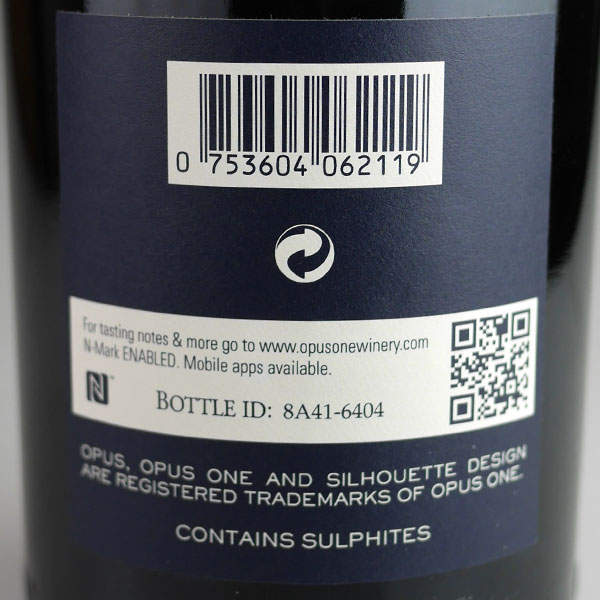 0 753604 062119
For tasting notes & more go to www.opusonewinery.com
N-Mark ENABLED. Mobile apps available.
N
BOTTLE ID: 8A41-6404
OPUS, OPUS ONE AND SILHOUETTE DESIGN
ARE REGISTERED TRADEMARKS OF OPUS ONE.
CONTAINS SULPHITES